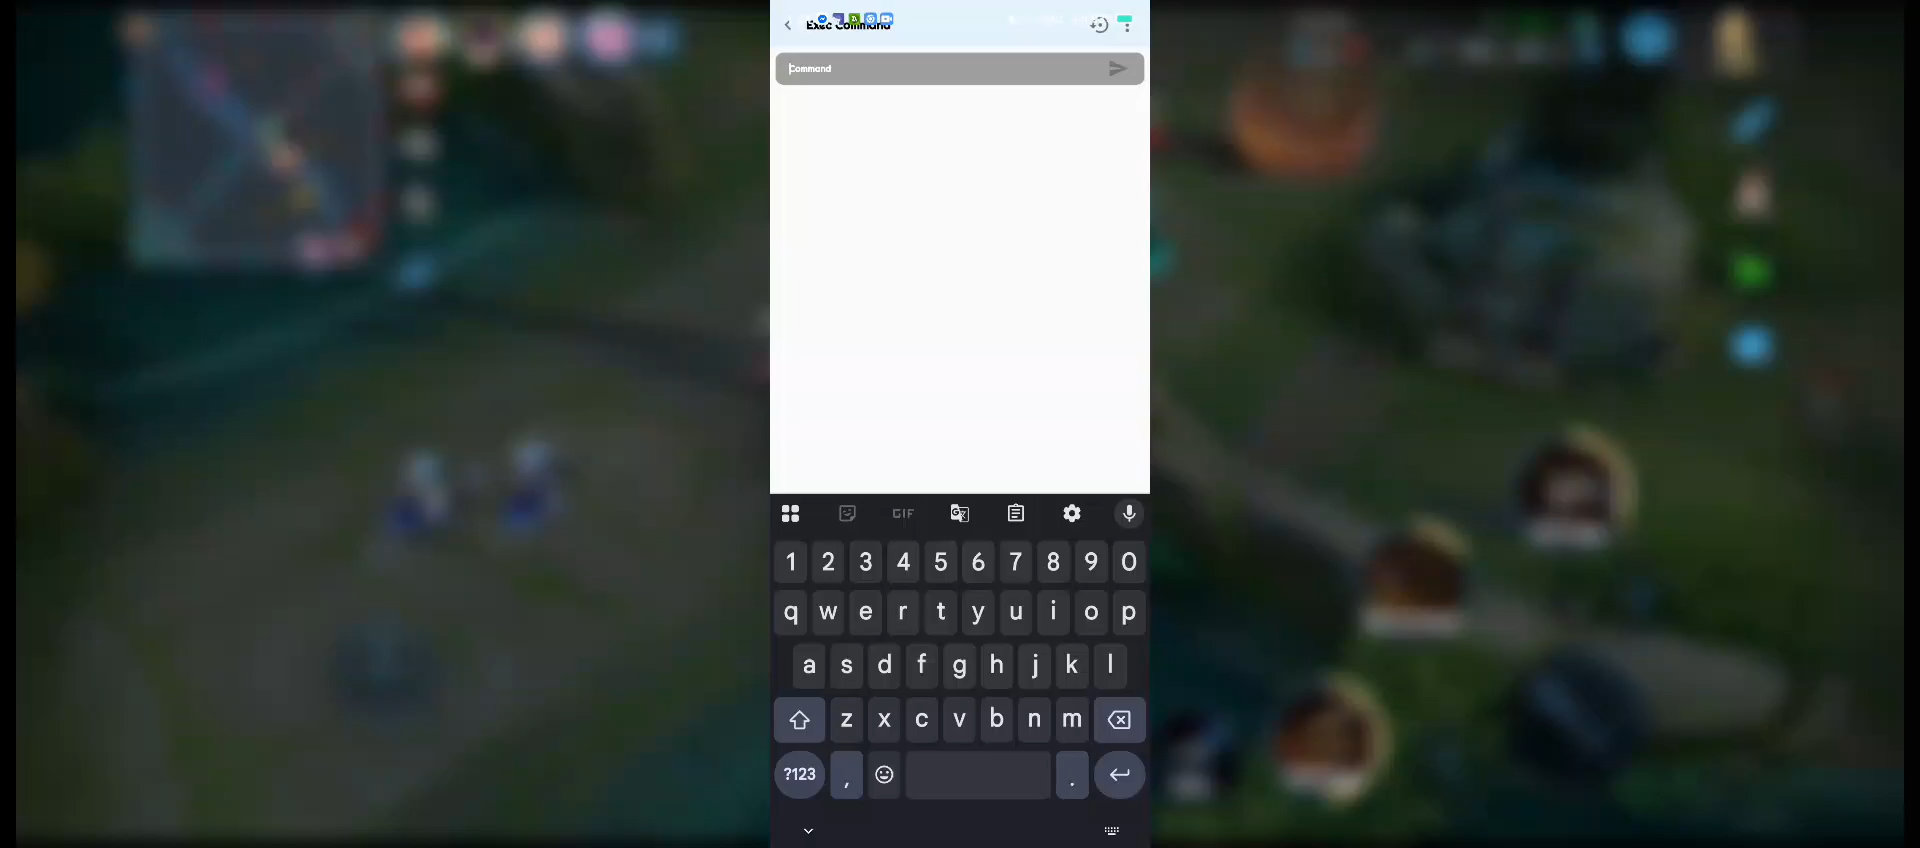 Exec Command
Command
GIF
1 2 3 4 5 6 7 8 9 0
q w e r t y u i o p
a s d f g h j k l
z x c v b n m
?123 , .